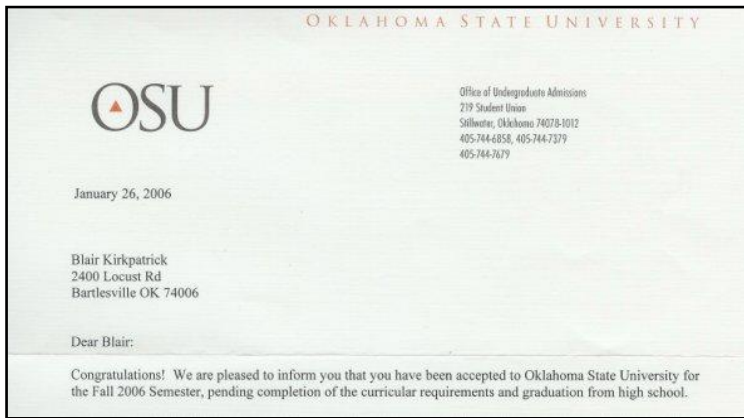 OKLAHOMA STATE UNIVERSITY
OSU
Office of Undergraduate Admissions
219 Student Union
Stillwater, Oklahoma 74078-1012
405-744-6858, 405-744-7379
405-744-7679
January 26, 2006
Blair Kirkpatrick
2400 Locust Rd
Bartlesville OK 74006
Dear Blair:
Congratulations! We are pleased to inform you that you have been accepted to Oklahoma State University for
the Fall 2006 Semester, pending completion of the curricular requirements and graduation from high school.